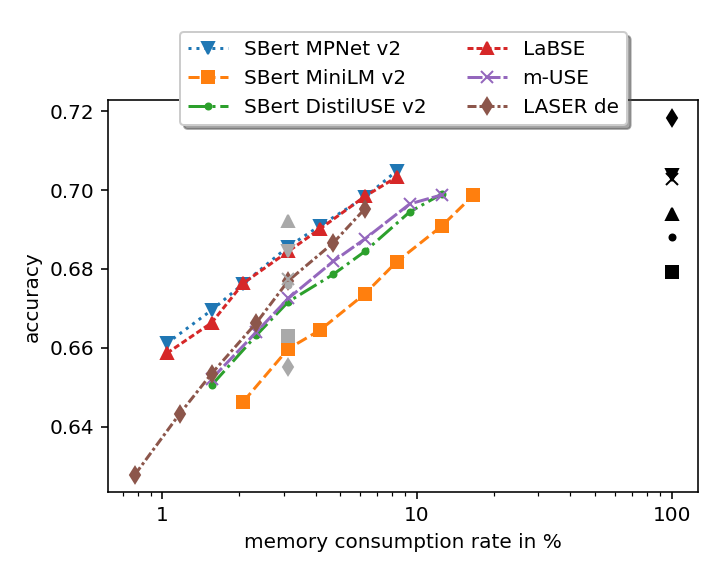 SBert MPNet v2
SBert MiniLM v2
SBert DistilUSE v2
LaBSE
m-USE
LASER de
0.72
0.70
0.68
0.66
0.64
accuracy
1
10
100
memory consumption rate in %